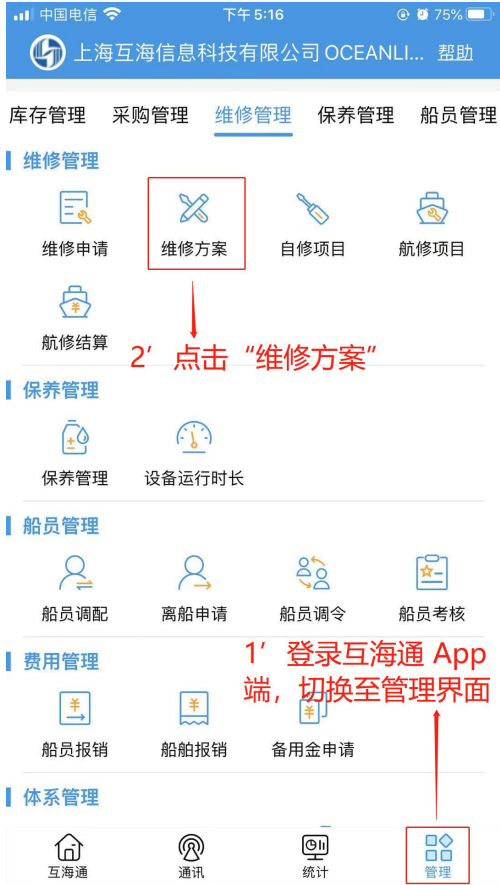 中国电信 下午5:16 75%
上海互海信息科技有限公司 OCEANLI... 帮助
库存管理 采购管理 维修管理 保养管理 船员管理
维修管理
维修申请 维修方案 自修项目 航修项目
航修结算
2’ 点击“维修方案”
保养管理
保养管理 设备运行时长
船员管理
船员调配 离船申请 船员调令 船员考核
1’ 登录互海通 App
端，切换至管理界面
费用管理
船员报销 船舶报销 备用金申请
体系管理
互海通 通讯 统计 管理